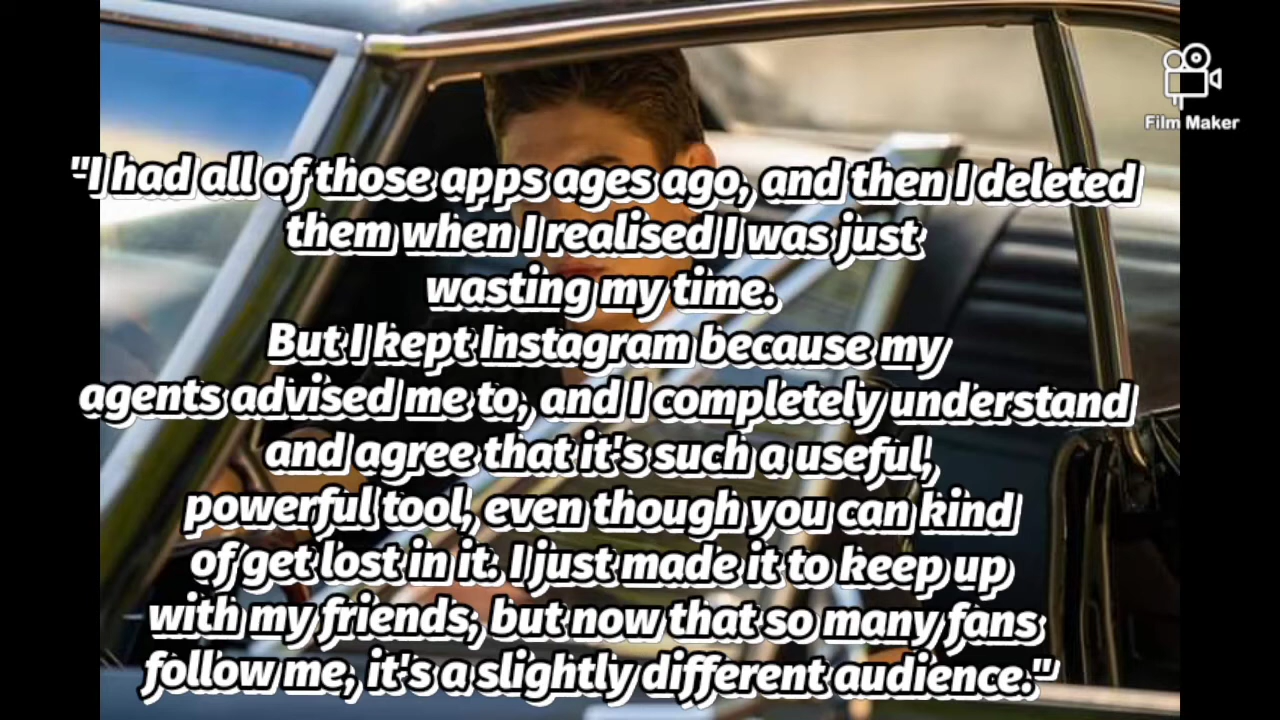 Film Maker
"I had all of those apps ages ago, and then I deleted
them when I realised I was just
wasting my time.
But I kept Instagram because my
agents advised me to, and I completely understand
and agree that it's such a useful,
powerful tool, even though you can kind
of get lost in it. I just made it to keep up
with my friends, but now that so many fans
follow me, it's a slightly different audience."